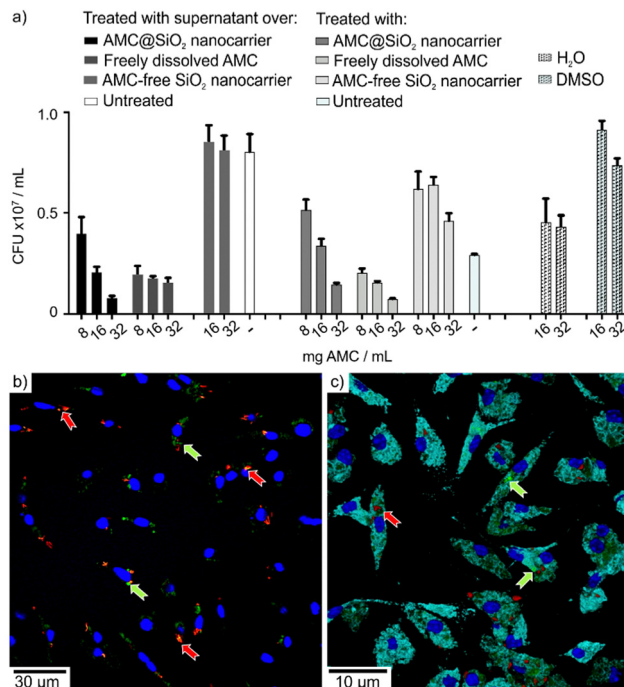 a)
Treated with supernatant over:
AMC@SiO₂ nanocarrier
Freely dissolved AMC
AMC-free SiO₂ nanocarrier
Untreated
Treated with:
AMC@SiO₂ nanocarrier
Freely dissolved AMC
AMC-free SiO₂ nanocarrier
Untreated
H₂O
DMSO
CFU x10⁷ / mL
1.0
0.5
0
8 16 32 8 16 32 16 32 - 8 16 32 8 16 32 8 16 32 - 16 32 16 32
mg AMC / mL
b)
30 µm
c)
10 µm